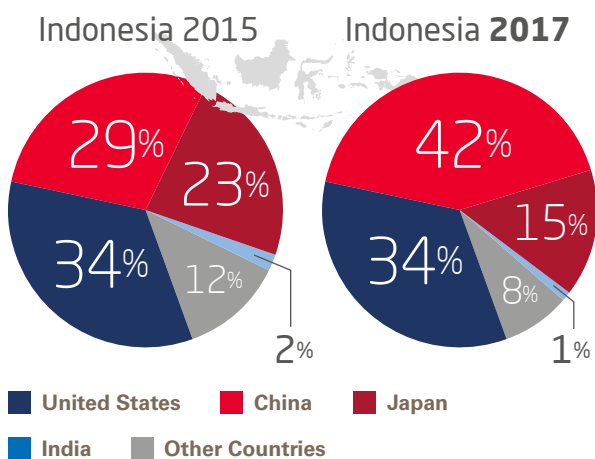 Indonesia 2015
Indonesia 2017
29%
23%
34%
12%
2%
42%
15%
34%
8%
1%
United States
China
Japan
India
Other Countries